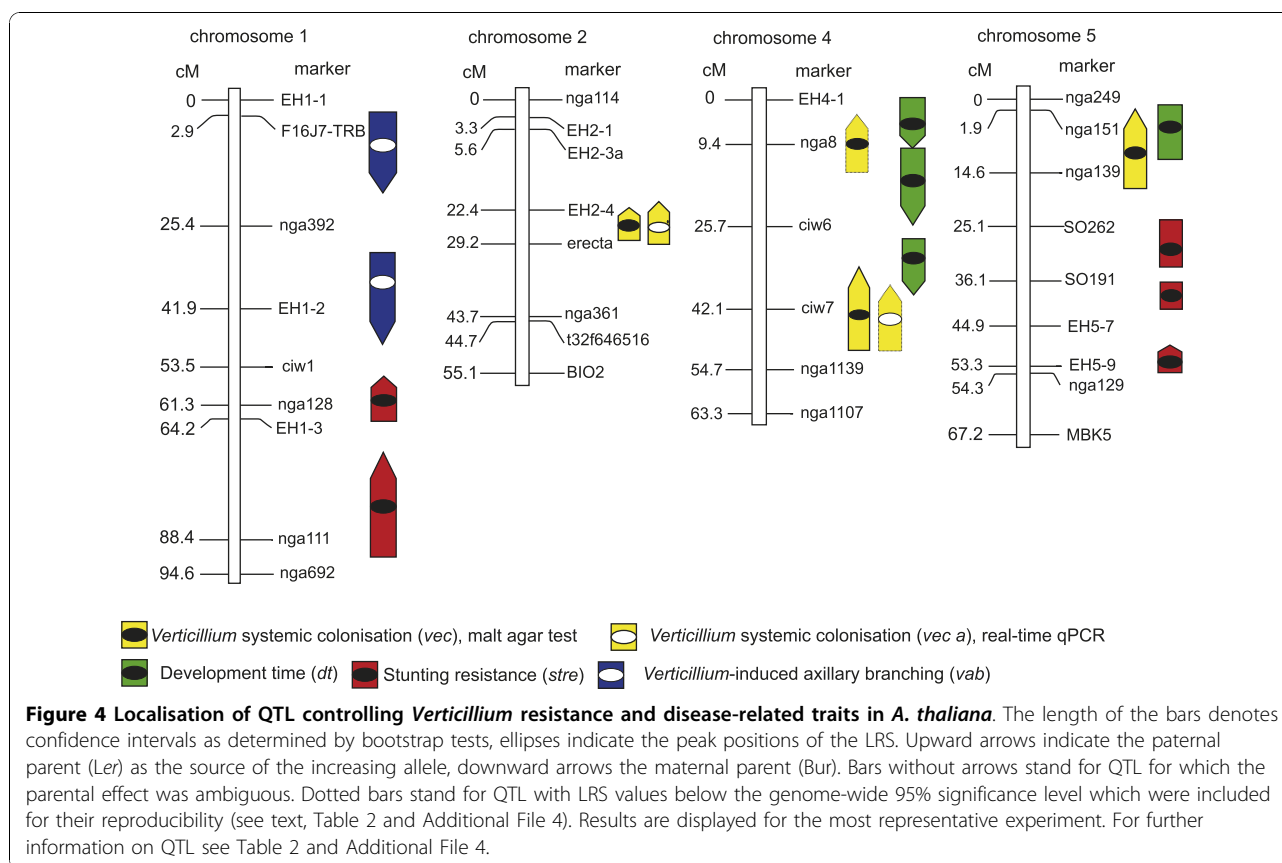 chromosome 1
cM marker
0 EH1-1
2.9 F16J7-TRB
25.4 nga392
41.9 EH1-2
53.5 ciw1
61.3 nga128
64.2 EH1-3
88.4 nga111
94.6 nga692
chromosome 2
cM marker
0 nga114
3.3 EH2-1
5.6 EH2-3a
22.4 EH2-4
29.2 erecta
43.7 nga361
44.7 t32f646516
55.1 BIO2
chromosome 4
cM marker
0 EH4-1
9.4 nga8
25.7 ciw6
42.1 ciw7
54.7 nga1139
63.3 nga1107
chromosome 5
cM marker
0 nga249
1.9 nga151
14.6 nga139
25.1 SO262
36.1 SO191
44.9 EH5-7
53.3 EH5-9
54.3 nga129
67.2 MBK5
Verticillium systemic colonisation (vec), malt agar test
Verticillium systemic colonisation (vec a), real-time qPCR
Development time (dt)
Stunting resistance (stre)
Verticillium-induced axillary branching (vab)
Figure 4 Localisation of QTL controlling Verticillium resistance and disease-related traits in A. thaliana. The length of the bars denotes
confidence intervals as determined by bootstrap tests, ellipses indicate the peak positions of the LRS. Upward arrows indicate the paternal
parent (Ler) as the source of the increasing allele, downward arrows the maternal parent (Bur). Bars without arrows stand for QTL for which the
parental effect was ambiguous. Dotted bars stand for QTL with LRS values below the genome-wide 95% significance level which were included
for their reproducibility (see text, Table 2 and Additional File 4). Results are displayed for the most representative experiment. For further
information on QTL see Table 2 and Additional File 4.